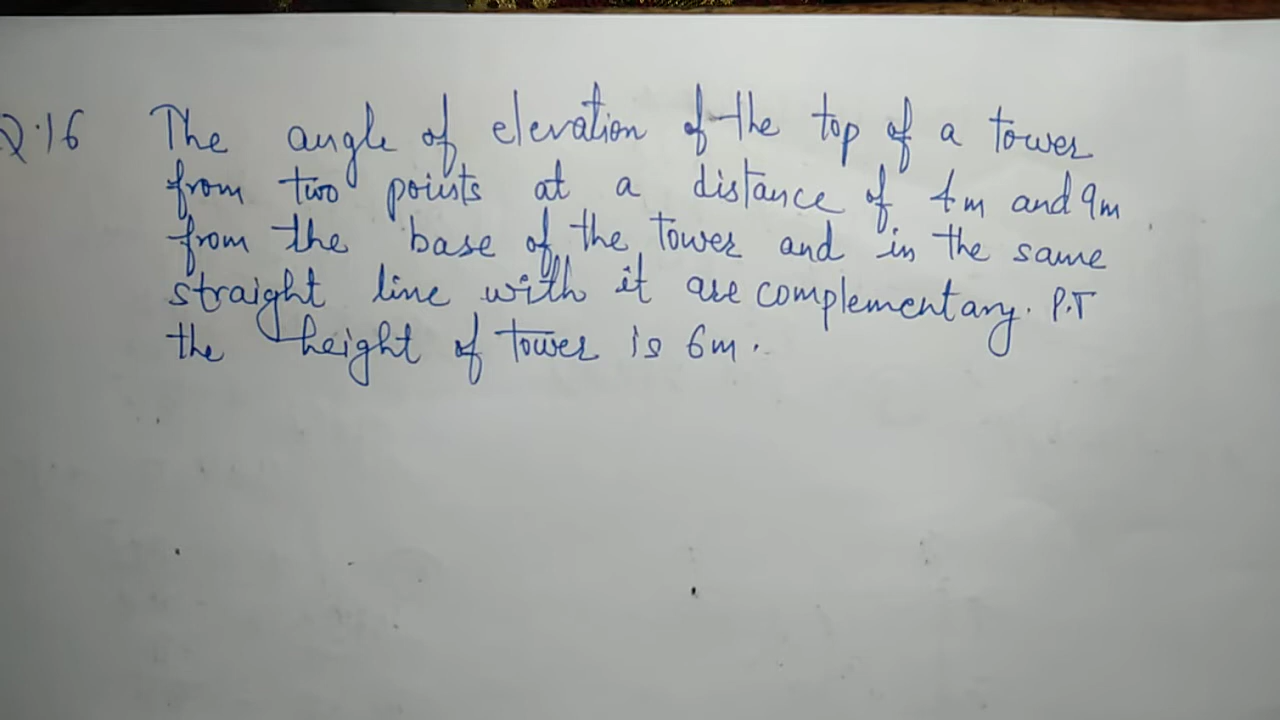 Q.16 The angle of elevation of the top of a tower
from two points at a distance of 4m and 9m
from the base of the tower and in the same
straight line with it are complementary. P.T
the height of tower is 6m.